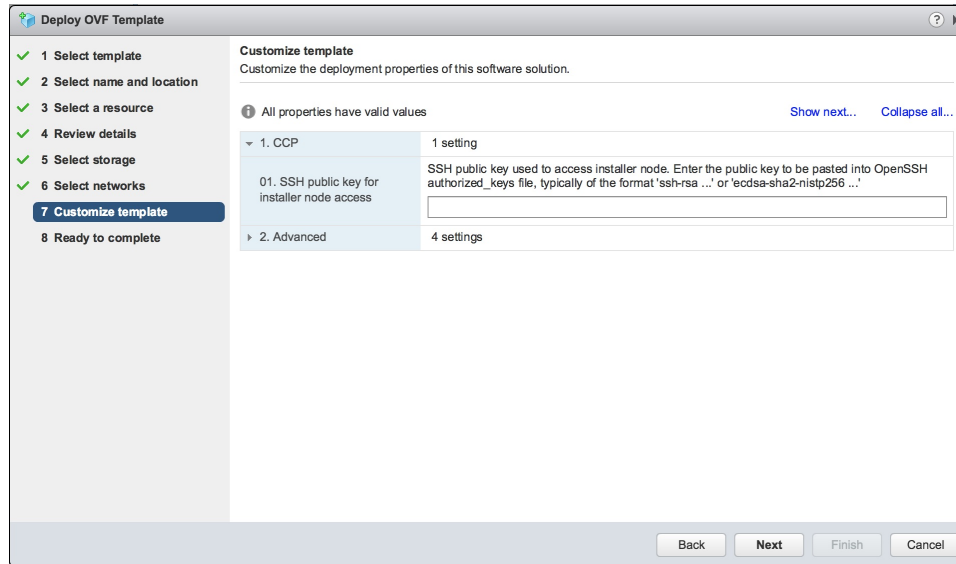 Deploy OVF Template
?
1 Select template
2 Select name and location
3 Select a resource
4 Review details
5 Select storage
6 Select networks
7 Customize template
8 Ready to complete
Customize template
Customize the deployment properties of this software solution.
All properties have valid values
Show next...
Collapse all...
1. CCP
1 setting
01. SSH public key for
installer node access
SSH public key used to access installer node. Enter the public key to be pasted into OpenSSH
authorized_keys file, typically of the format 'ssh-rsa ...' or 'ecdsa-sha2-nistp256 ...'
2. Advanced
4 settings
Back
Next
Finish
Cancel